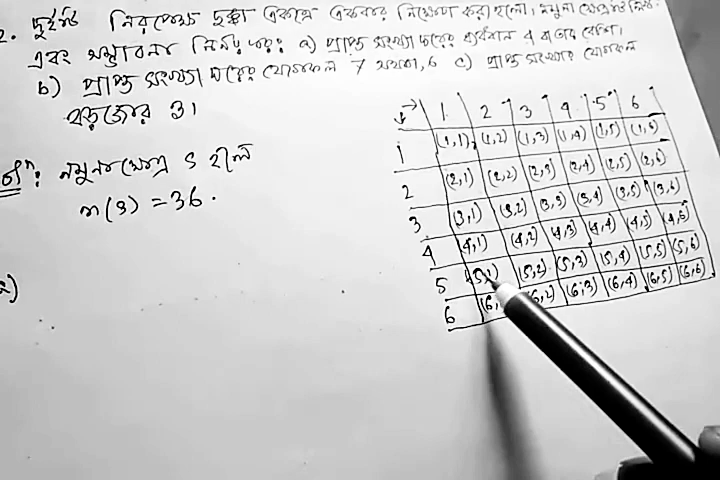 2. দুইটি নিরপেক্ষ ছক্কা একত্রে একবার নিক্ষেপ করা হলো। নমুনা
এবং সম্ভাবনা নির্ণয় কর: a) প্রাপ্ত সংখ্যাদ্বয়ের ব্যবধান 4 বা তার বেশি।
b) প্রাপ্ত সংখ্যাদ্বয়ের যোগফল 7 অথবা, 6 c) প্রাপ্ত সংখ্যার যোগফল
বড়জোর 3।
নমুনাক্ষেত্র S হলে
n(S) = 36.
1 2 3 4 5 6
1 (1,1) (1,2) (1,3) (1,4) (1,5) (1,6)
2 (2,1) (2,2) (2,3) (2,4) (2,5) (2,6)
3 (3,1) (3,2) (3,3) (3,4) (3,5) (3,6)
4 (4,1) (4,2) (4,3) (4,4) (4,5) (4,6)
5 (5,1) (5,2) (5,3) (5,4) (5,5) (5,6)
6 (6, (6,2) (6,3) (6,4) (6,5) (6,6)